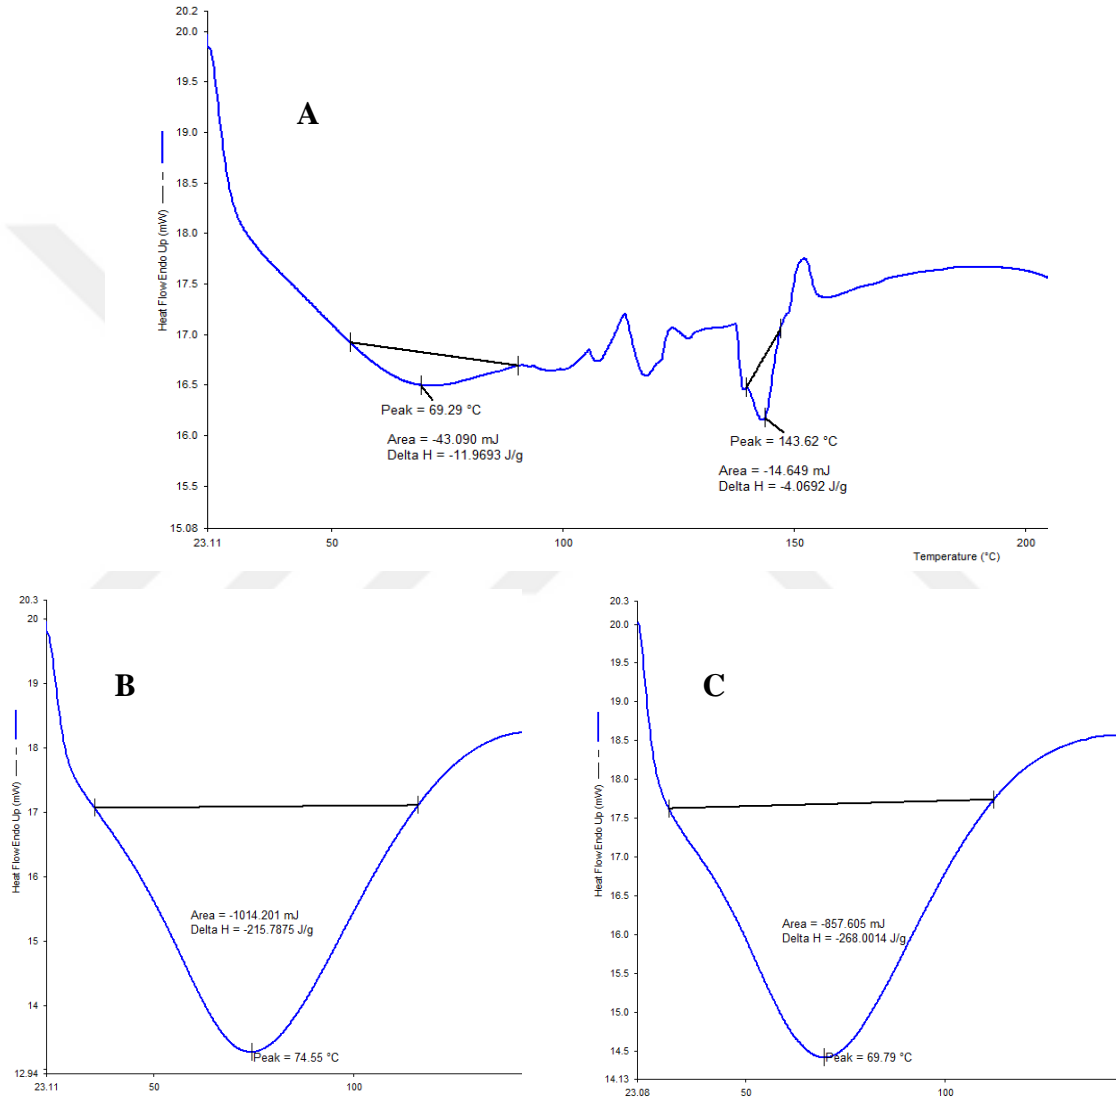 20.2
20.0
19.5
19.0
18.5
18.0
17.5
17.0
16.5
16.0
15.5
15.08
Heat Flow Endo Up (mW)
A
Peak = 69.29 °C
Area = -43.090 mJ
Delta H = -11.9693 J/g
Peak = 143.62 °C
Area = -14.649 mJ
Delta H = -4.0692 J/g
23.11
50
100
150
200
Temperature (°C)
20.3
20
19
18
17
16
15
14
12.94
Heat Flow Endo Up (mW)
B
Area = -1014.201 mJ
Delta H = -215.7875 J/g
Peak = 74.55 °C
23.11
50
100
20.3
20.0
19.5
19.0
18.5
18.0
17.5
17.0
16.5
16.0
15.5
15.0
14.5
14.13
Heat Flow Endo Up (mW)
C
Area = -857.605 mJ
Delta H = -268.0014 J/g
Peak = 69.79 °C
23.08
50
100